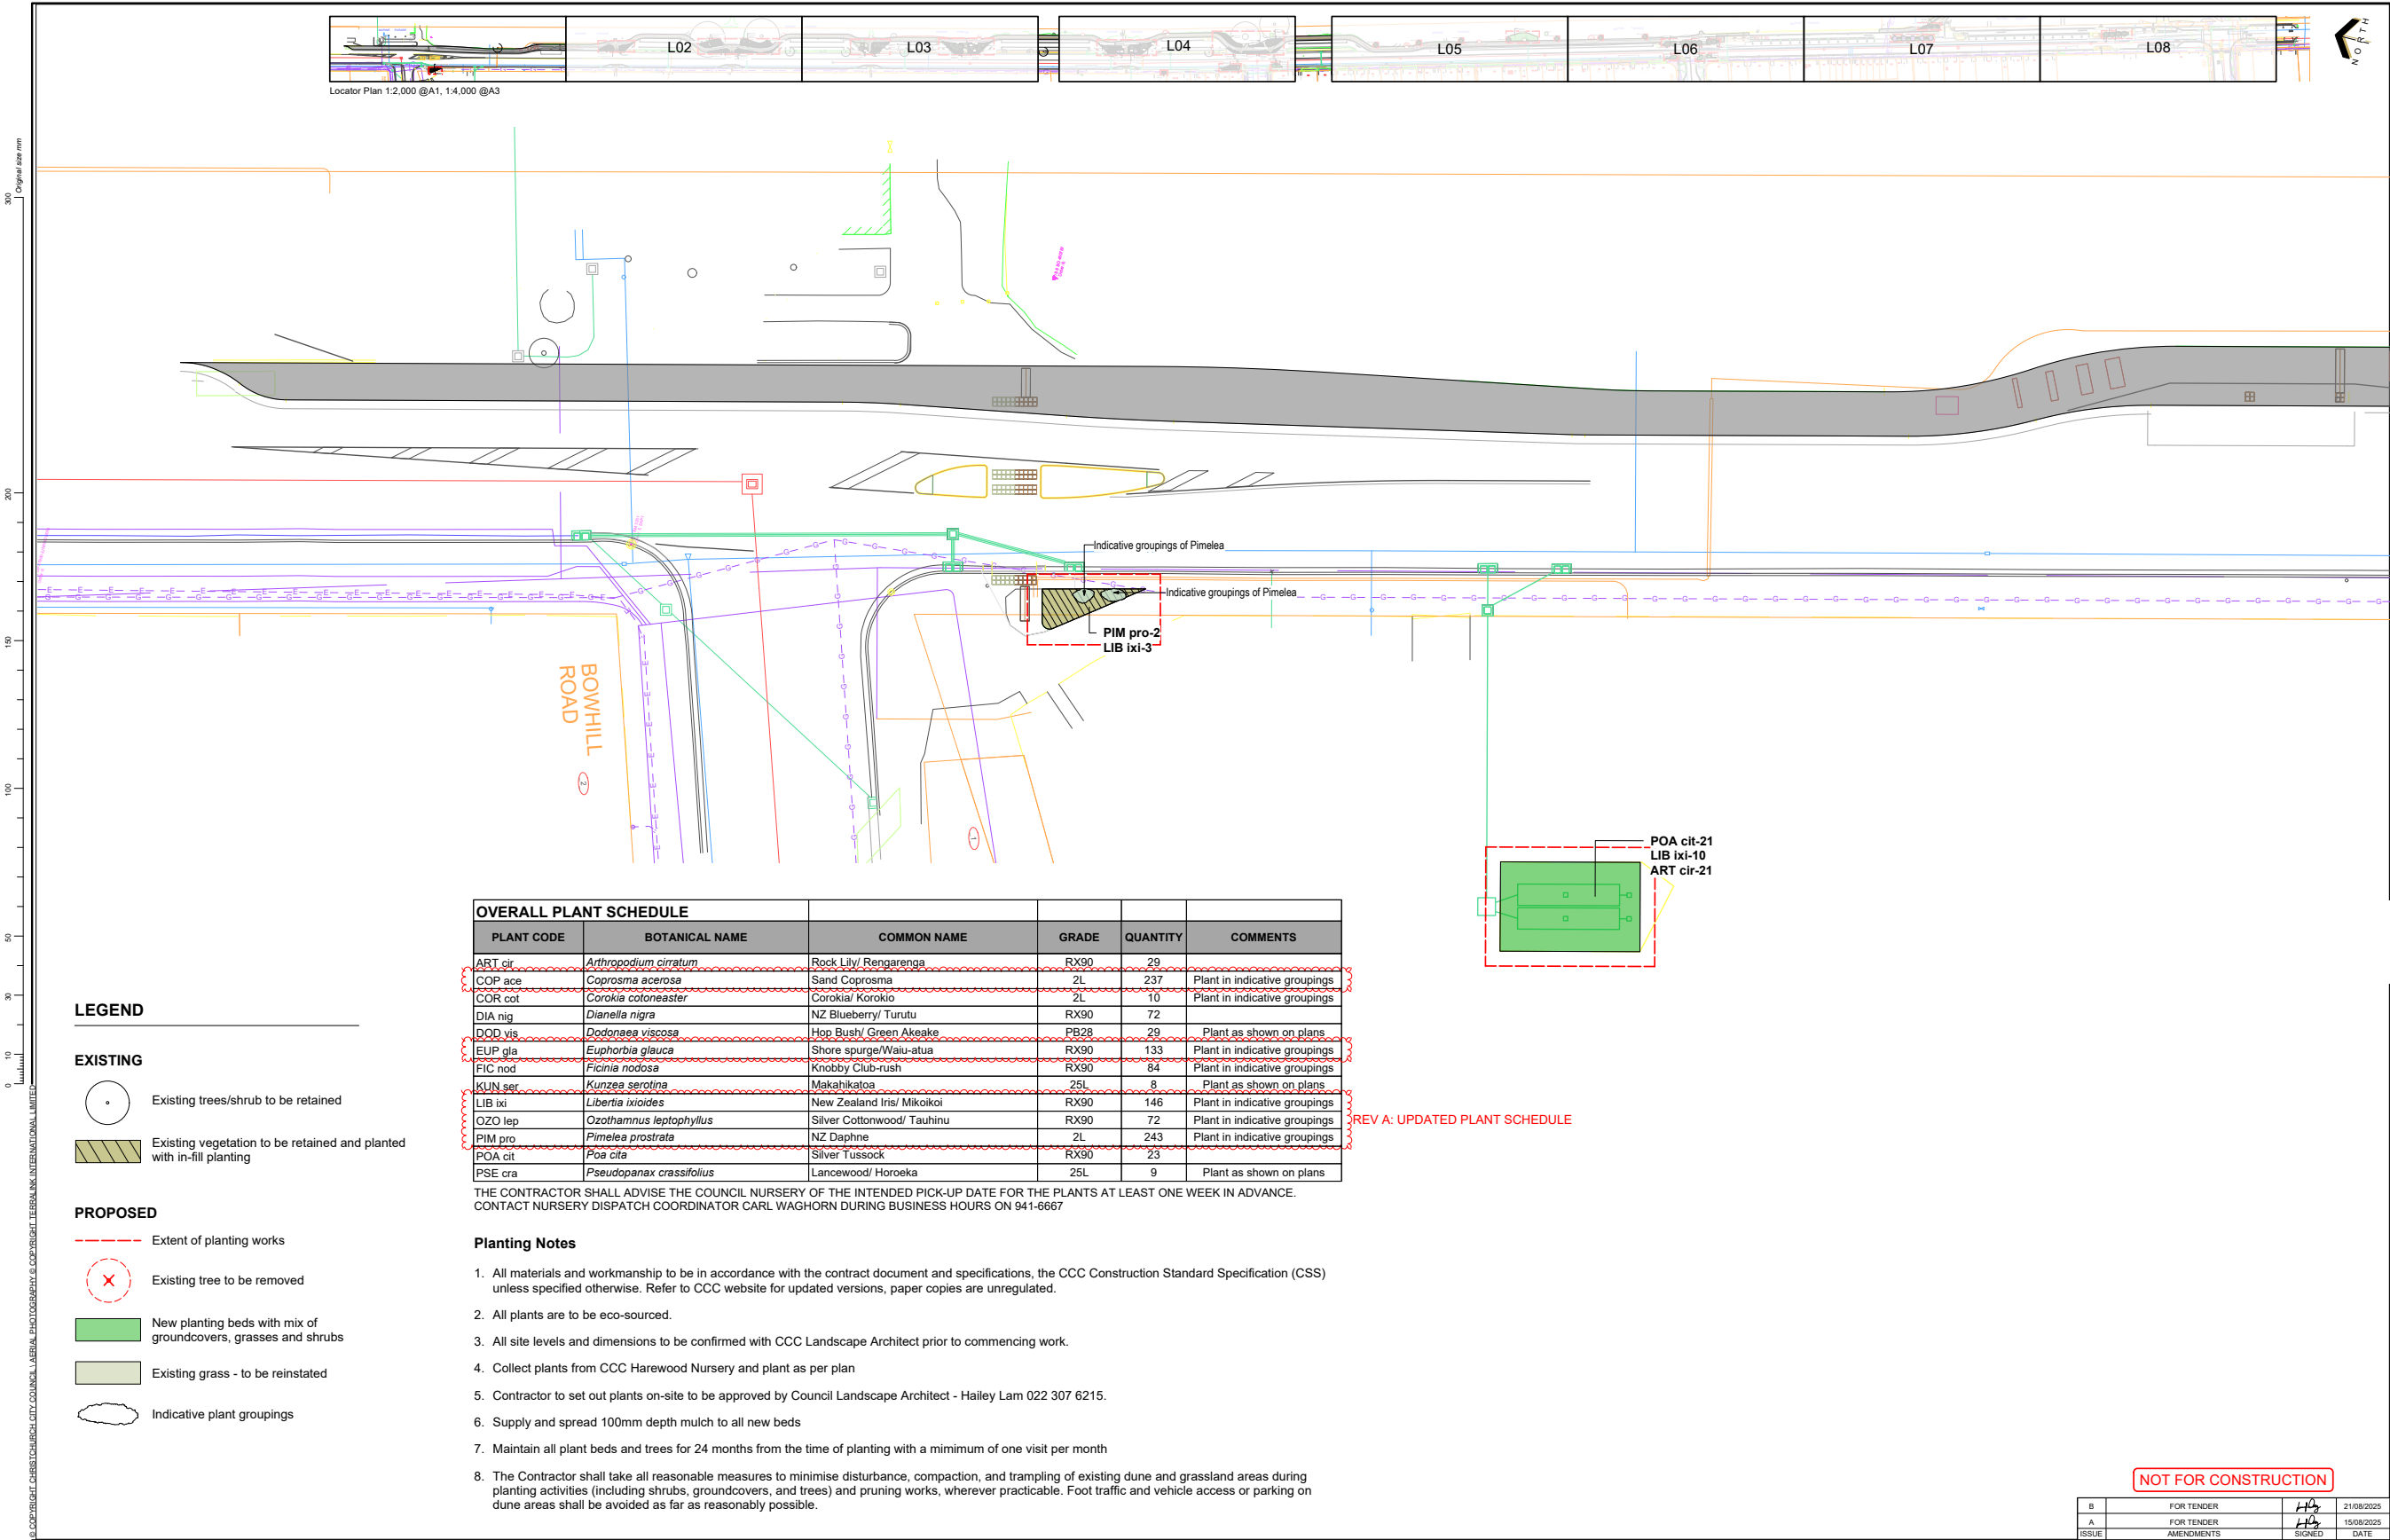 L02
L03
L04
L05
L06
L07
L08
NORTH
Locator Plan 1:2,000 @A1, 1:4,000 @A3
Original size mm
300
200
150
100
50
30
10
0
Indicative groupings of Pimelea
Indicative groupings of Pimelea
PIM pro-2
LIB ixi-3
BOWHILL
ROAD
2
1
POA cit-21
LIB ixi-10
ART cir-21
OVERALL PLANT SCHEDULE
PLANT CODE BOTANICAL NAME COMMON NAME GRADE QUANTITY COMMENTS
ART cir Arthropodium cirratum Rock Lily/ Rengarenga RX90 29
COP ace Coprosma acerosa Sand Coprosma 2L 237 Plant in indicative groupings
COR cot Corokia cotoneaster Corokia/ Korokio 2L 10 Plant in indicative groupings
DIA nig Dianella nigra NZ Blueberry/ Turutu RX90 72
DOD vis Dodonaea viscosa Hop Bush/ Green Akeake PB28 29 Plant as shown on plans
EUP gla Euphorbia glauca Shore spurge/Waiu-atua RX90 133 Plant in indicative groupings
FIC nod Ficinia nodosa Knobby Club-rush RX90 84 Plant in indicative groupings
KUN ser Kunzea serotina Makahikatoa 25L 8 Plant as shown on plans
LIB ixi Libertia ixioides New Zealand Iris/ Mikoikoi RX90 146 Plant in indicative groupings
OZO lep Ozothamnus leptophyllus Silver Cottonwood/ Tauhinu RX90 72 Plant in indicative groupings
PIM pro Pimelea prostrata NZ Daphne 2L 243 Plant in indicative groupings
POA cit Poa cita Silver Tussock RX90 23
PSE cra Pseudopanax crassifolius Lancewood/ Horoeka 25L 9 Plant as shown on plans
REV A: UPDATED PLANT SCHEDULE
THE CONTRACTOR SHALL ADVISE THE COUNCIL NURSERY OF THE INTENDED PICK-UP DATE FOR THE PLANTS AT LEAST ONE WEEK IN ADVANCE.
CONTACT NURSERY DISPATCH COORDINATOR CARL WAGHORN DURING BUSINESS HOURS ON 941-6667
LEGEND
EXISTING
Existing trees/shrub to be retained
Existing vegetation to be retained and planted
with in-fill planting
PROPOSED
Extent of planting works
Existing tree to be removed
New planting beds with mix of
groundcovers, grasses and shrubs
Existing grass - to be reinstated
Indicative plant groupings
Planting Notes
1. All materials and workmanship to be in accordance with the contract document and specifications, the CCC Construction Standard Specification (CSS)
unless specified otherwise. Refer to CCC website for updated versions, paper copies are unregulated.
2. All plants are to be eco-sourced.
3. All site levels and dimensions to be confirmed with CCC Landscape Architect prior to commencing work.
4. Collect plants from CCC Harewood Nursery and plant as per plan
5. Contractor to set out plants on-site to be approved by Council Landscape Architect - Hailey Lam 022 307 6215.
6. Supply and spread 100mm depth mulch to all new beds
7. Maintain all plant beds and trees for 24 months from the time of planting with a mimimum of one visit per month
8. The Contractor shall take all reasonable measures to minimise disturbance, compaction, and trampling of existing dune and grassland areas during
planting activities (including shrubs, groundcovers, and trees) and pruning works, wherever practicable. Foot traffic and vehicle access or parking on
dune areas shall be avoided as far as reasonably possible.
© COPYRIGHT CHRISTCHURCH CITY COUNCIL \ AERIAL PHOTOGRAPHY © COPYRIGHT TERRALINK INTERNATIONAL LIMITED
NOT FOR CONSTRUCTION
B FOR TENDER 21/08/2025
A FOR TENDER 15/08/2025
ISSUE AMENDMENTS SIGNED DATE